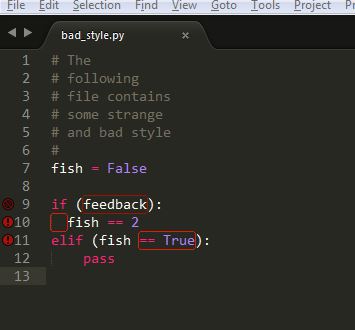 File Edit Selection Find View Goto Tools Project
bad_style.py ×
1 # The
2 # following
3 # file contains
4 # some strange
5 # and bad style
6 #
7 fish = False
8
9 if (feedback):
10 fish == 2
11 elif (fish == True):
12 pass
13